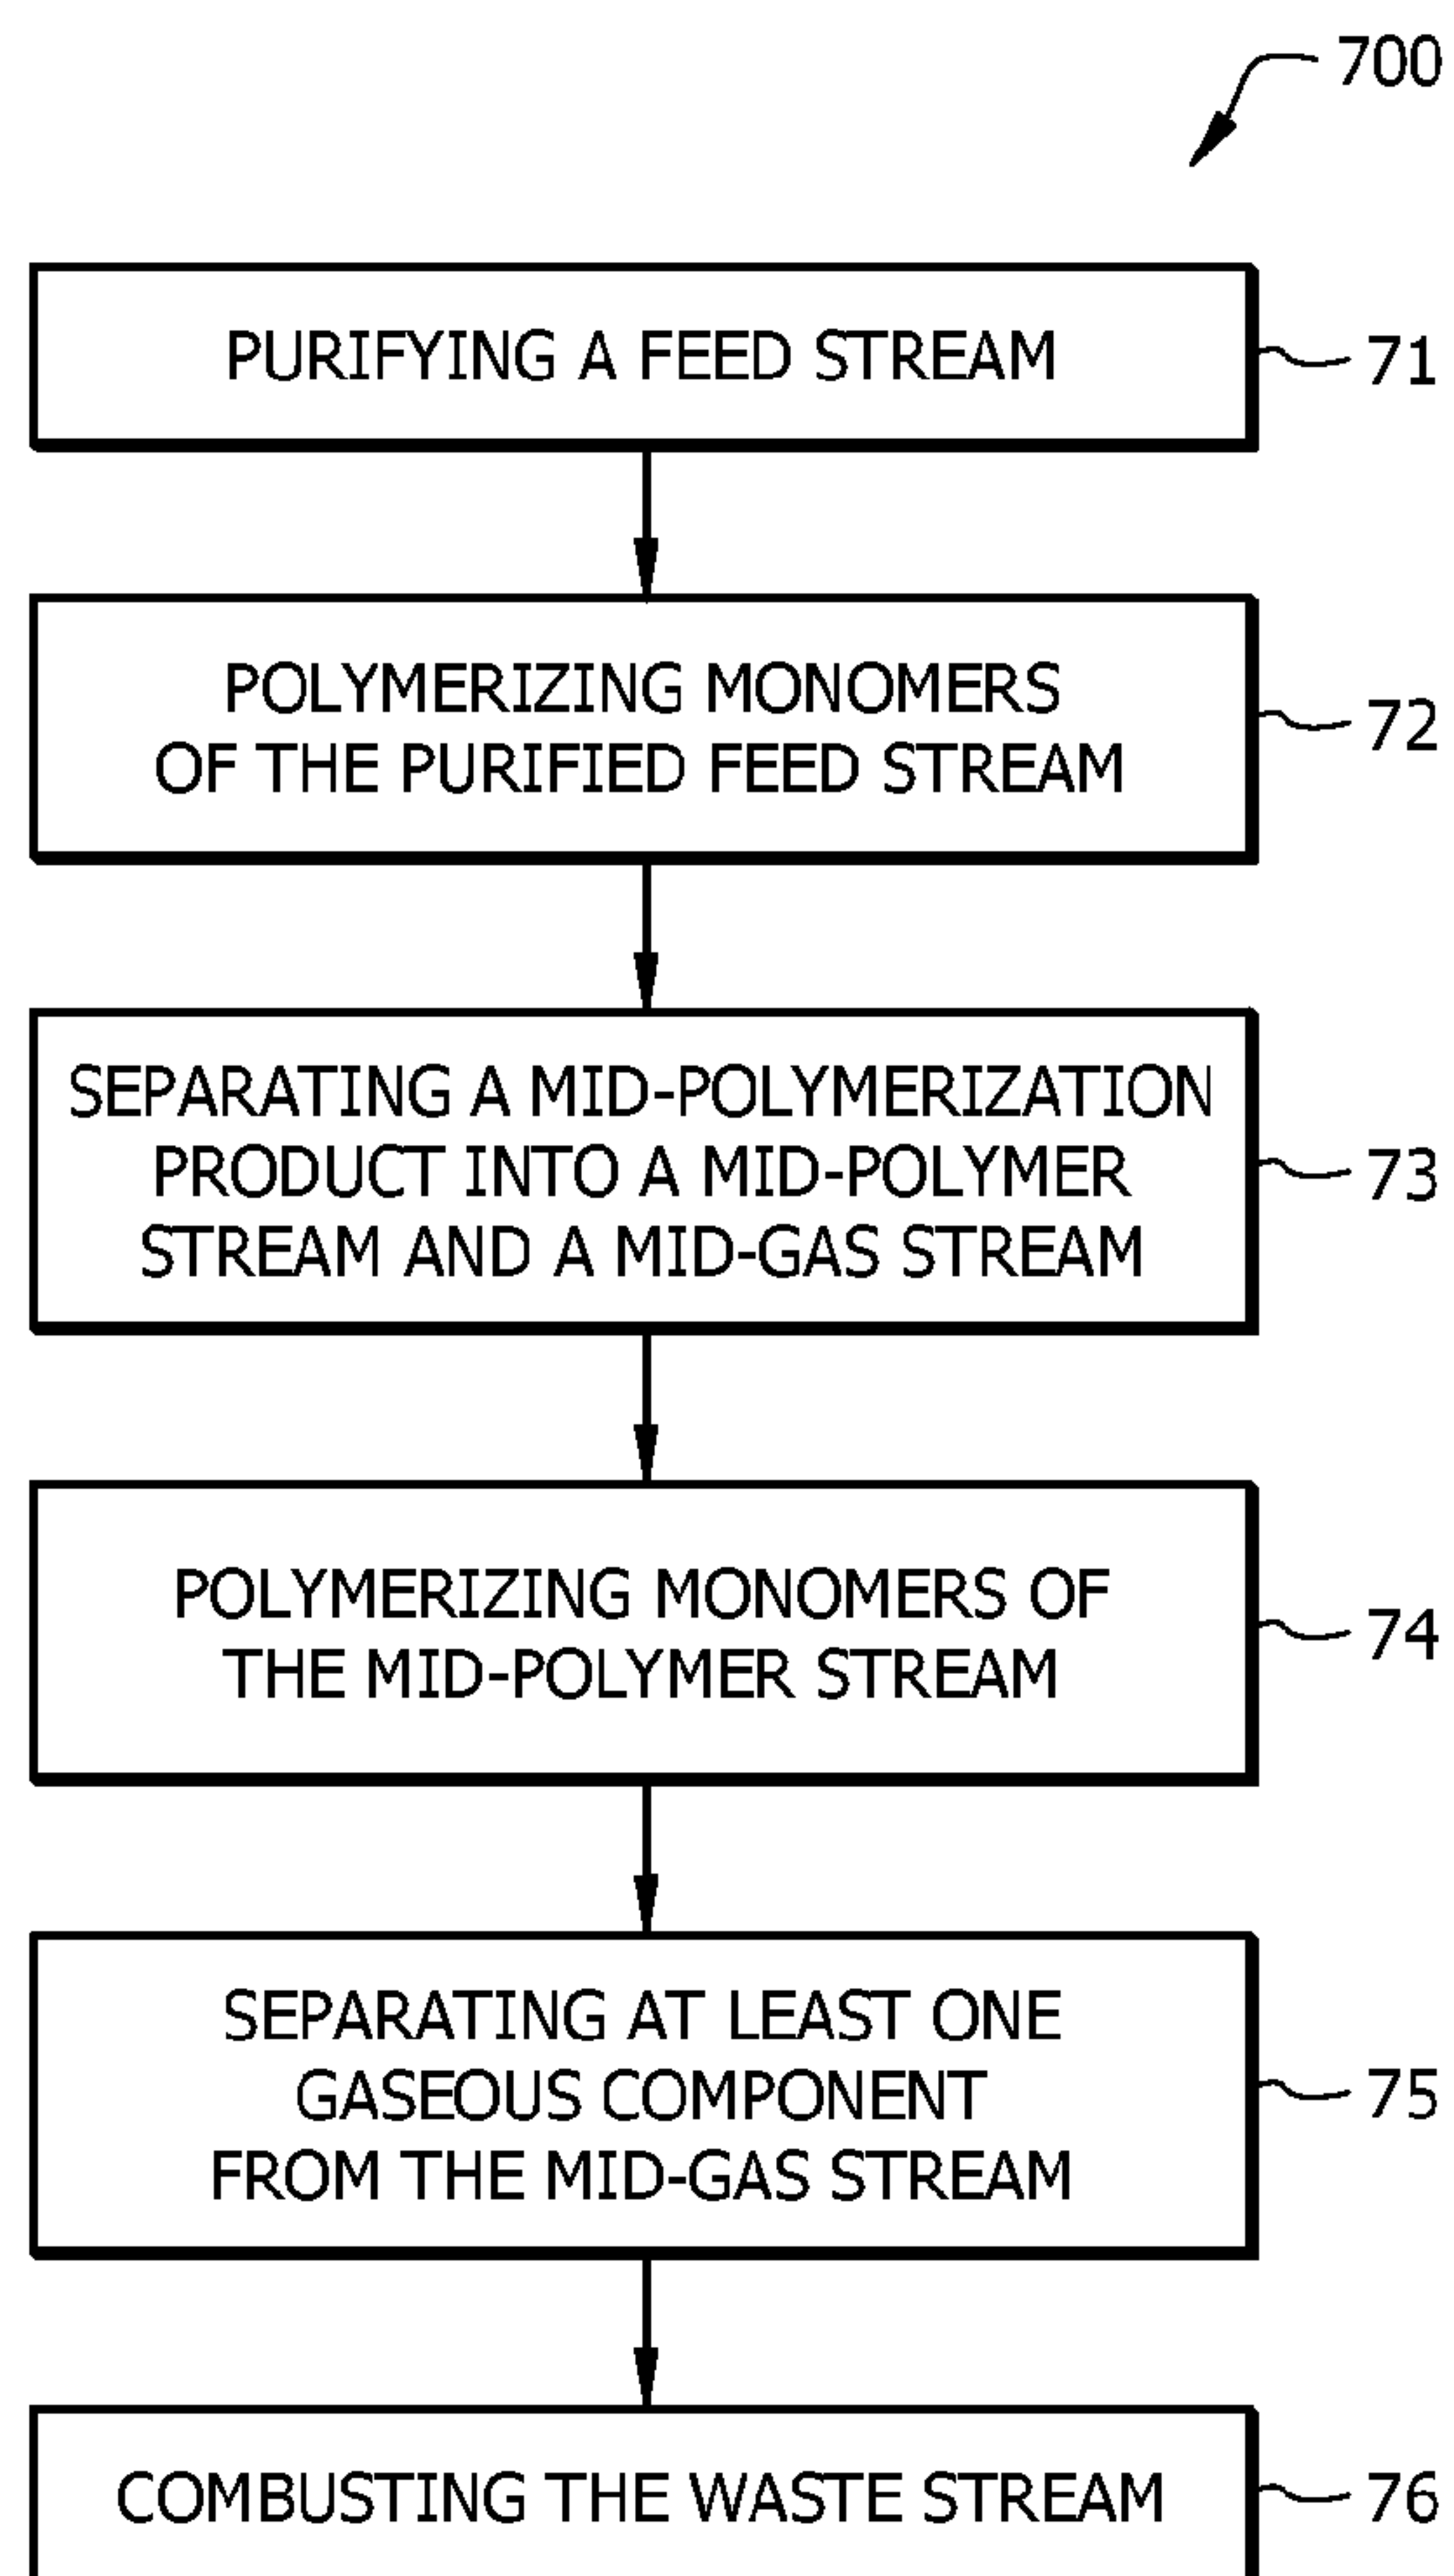 700
PURIFYING A FEED STREAM
71
POLYMERIZING MONOMERS
OF THE PURIFIED FEED STREAM
72
SEPARATING A MID-POLYMERIZATION
PRODUCT INTO A MID-POLYMER
STREAM AND A MID-GAS STREAM
73
POLYMERIZING MONOMERS OF
THE MID-POLYMER STREAM
74
SEPARATING AT LEAST ONE
GASEOUS COMPONENT
FROM THE MID-GAS STREAM
75
COMBUSTING THE WASTE STREAM
76